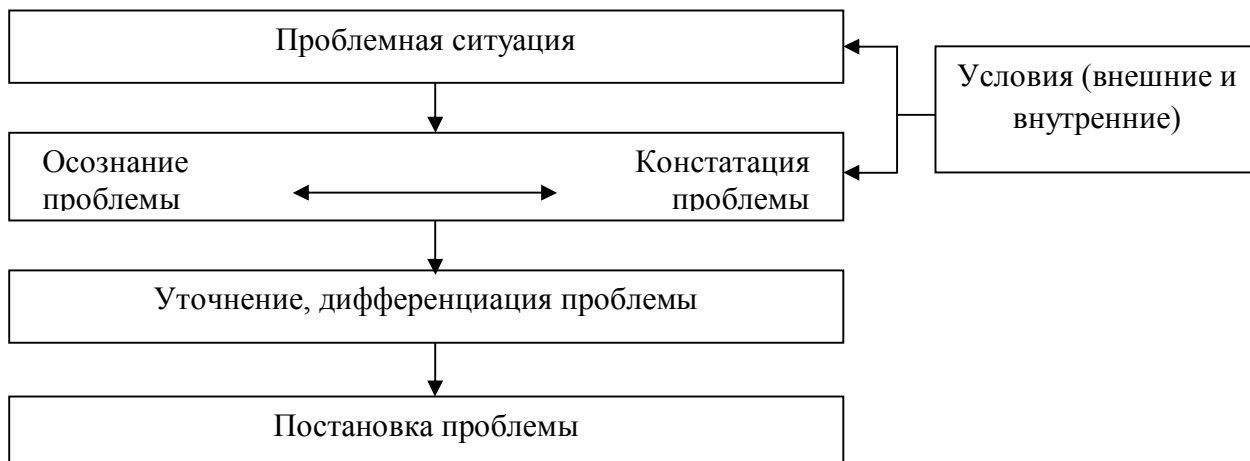 Проблемная ситуация
Условия (внешние и
внутренние)
Осознание
проблемы
Констатация
проблемы
Уточнение, дифференциация проблемы
Постановка проблемы